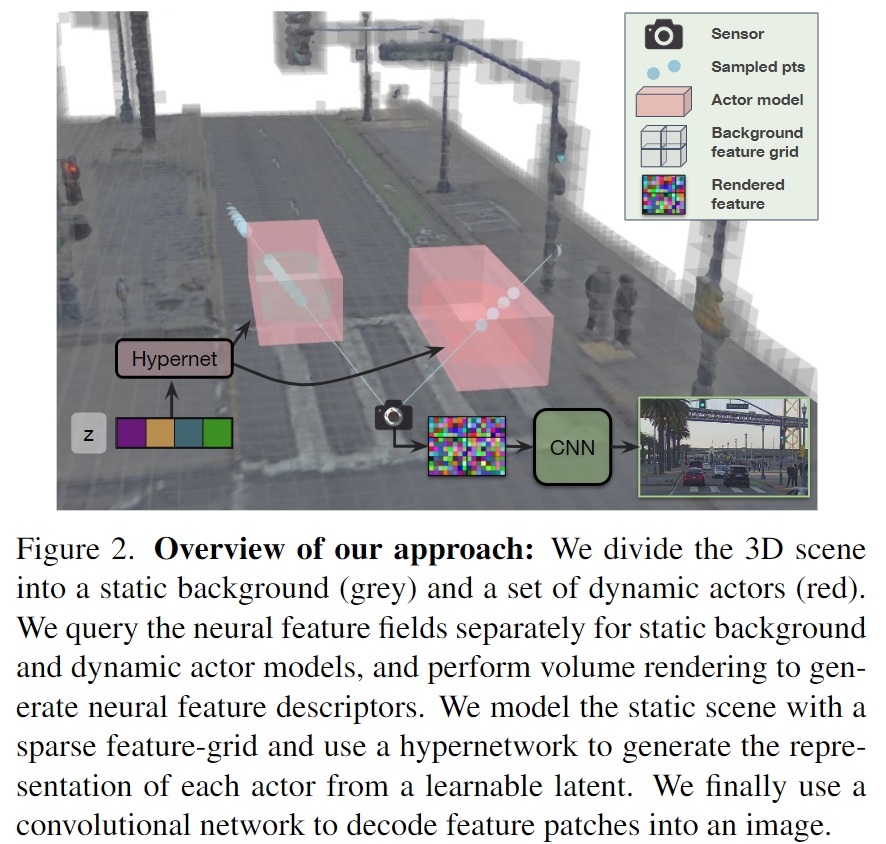 Sensor
Sampled pts
Actor model
Background
feature grid
Rendered
feature
Hypernet
z
CNN
Figure 2. Overview of our approach: We divide the 3D scene
into a static background (grey) and a set of dynamic actors (red).
We query the neural feature fields separately for static background
and dynamic actor models, and perform volume rendering to gen-
erate neural feature descriptors. We model the static scene with a
sparse feature-grid and use a hypernetwork to generate the repre-
sentation of each actor from a learnable latent. We finally use a
convolutional network to decode feature patches into an image.